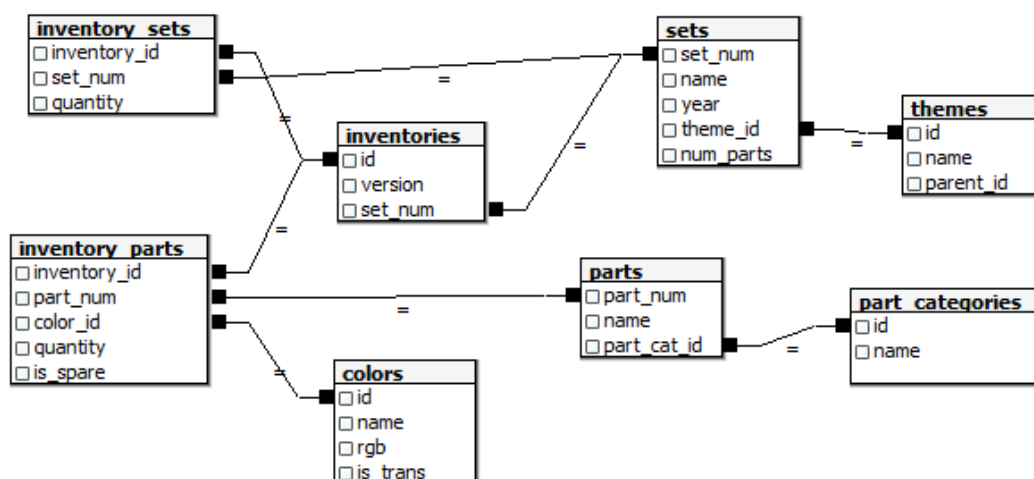 inventory_sets
inventory_id
set_num
quantity
sets
set_num
name
year
theme_id
num_parts
themes
id
name
parent_id
inventories
id
version
set_num
inventory_parts
inventory_id
part_num
color_id
quantity
is_spare
parts
part_num
name
part_cat_id
part_categories
id
name
colors
id
name
rgb
is_trans
=
=
=
=
=
=
=
=